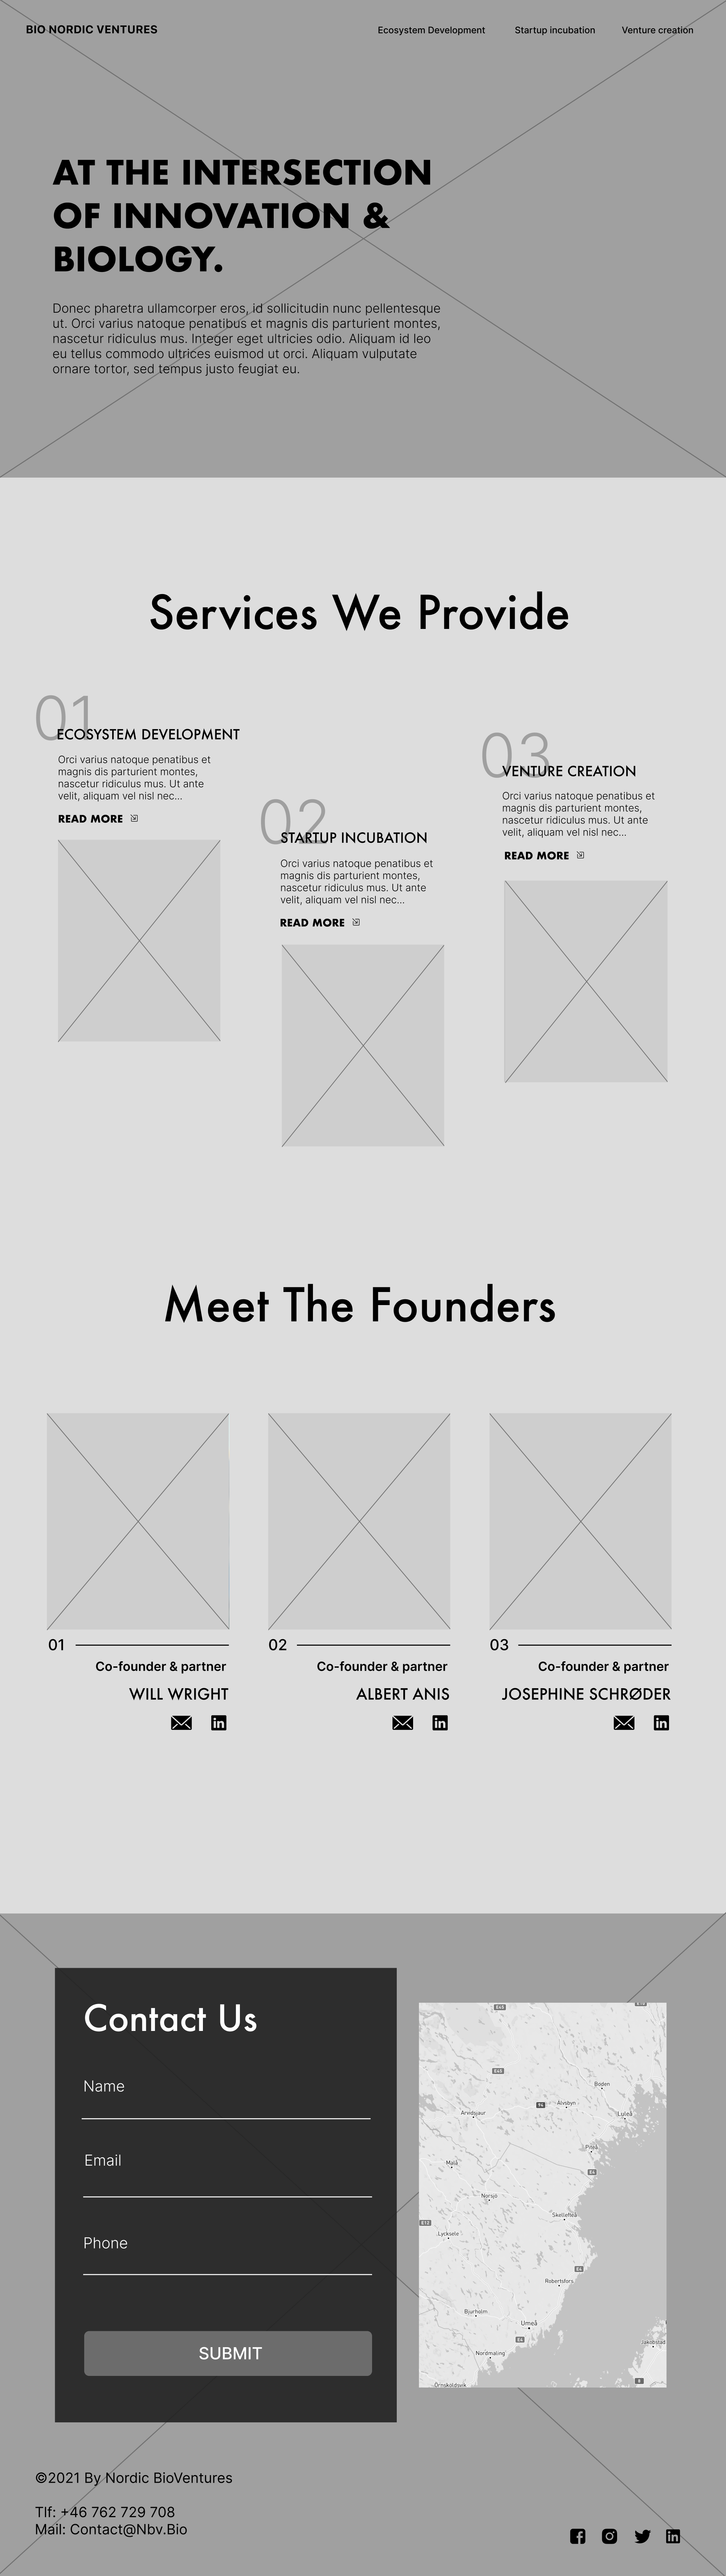 BIO NORDIC VENTURES
Ecosystem Development
Startup incubation
Venture creation
AT THE INTERSECTION
OF INNOVATION &
BIOLOGY.
Donec pharetra ullamcorper eros, id sollicitudin nunc pellentesque
ut. Orci varius natoque penatibus et magnis dis parturient montes,
nascetur ridiculus mus. Integer eget ultricies odio. Aliquam id leo
eu tellus commodo ultrices euismod ut orci. Aliquam vulputate
ornare tortor, sed tempus justo feugiat eu.
Services We Provide
01
ECOSYSTEM DEVELOPMENT
Orci varius natoque penatibus et
magnis dis parturient montes,
nascetur ridiculus mus. Ut ante
velit, aliquam vel nisl nec...
READ MORE
02
STARTUP INCUBATION
Orci varius natoque penatibus et
magnis dis parturient montes,
nascetur ridiculus mus. Ut ante
velit, aliquam vel nisl nec...
READ MORE
03
VENTURE CREATION
Orci varius natoque penatibus et
magnis dis parturient montes,
nascetur ridiculus mus. Ut ante
velit, aliquam vel nisl nec...
READ MORE
Meet The Founders
01
Co-founder & partner
WILL WRIGHT
02
Co-founder & partner
ALBERT ANIS
03
Co-founder & partner
JOSEPHINE SCHRØDER
Contact Us
Name
Email
Phone
SUBMIT
E45
E45
Boden
94
Älvsbyn
Arvidsjaur
Luleå
Piteå
Malå
E4
Norsjö
Skellefteå
E12
Lycksele
E4
Robertsfors
Bjurholm
Umeå
E4
Jakobstad
Nordmaling
8
Örnsköldsvik
©2021 By Nordic BioVentures
Tlf: +46 762 729 708
Mail: Contact@Nbv.Bio